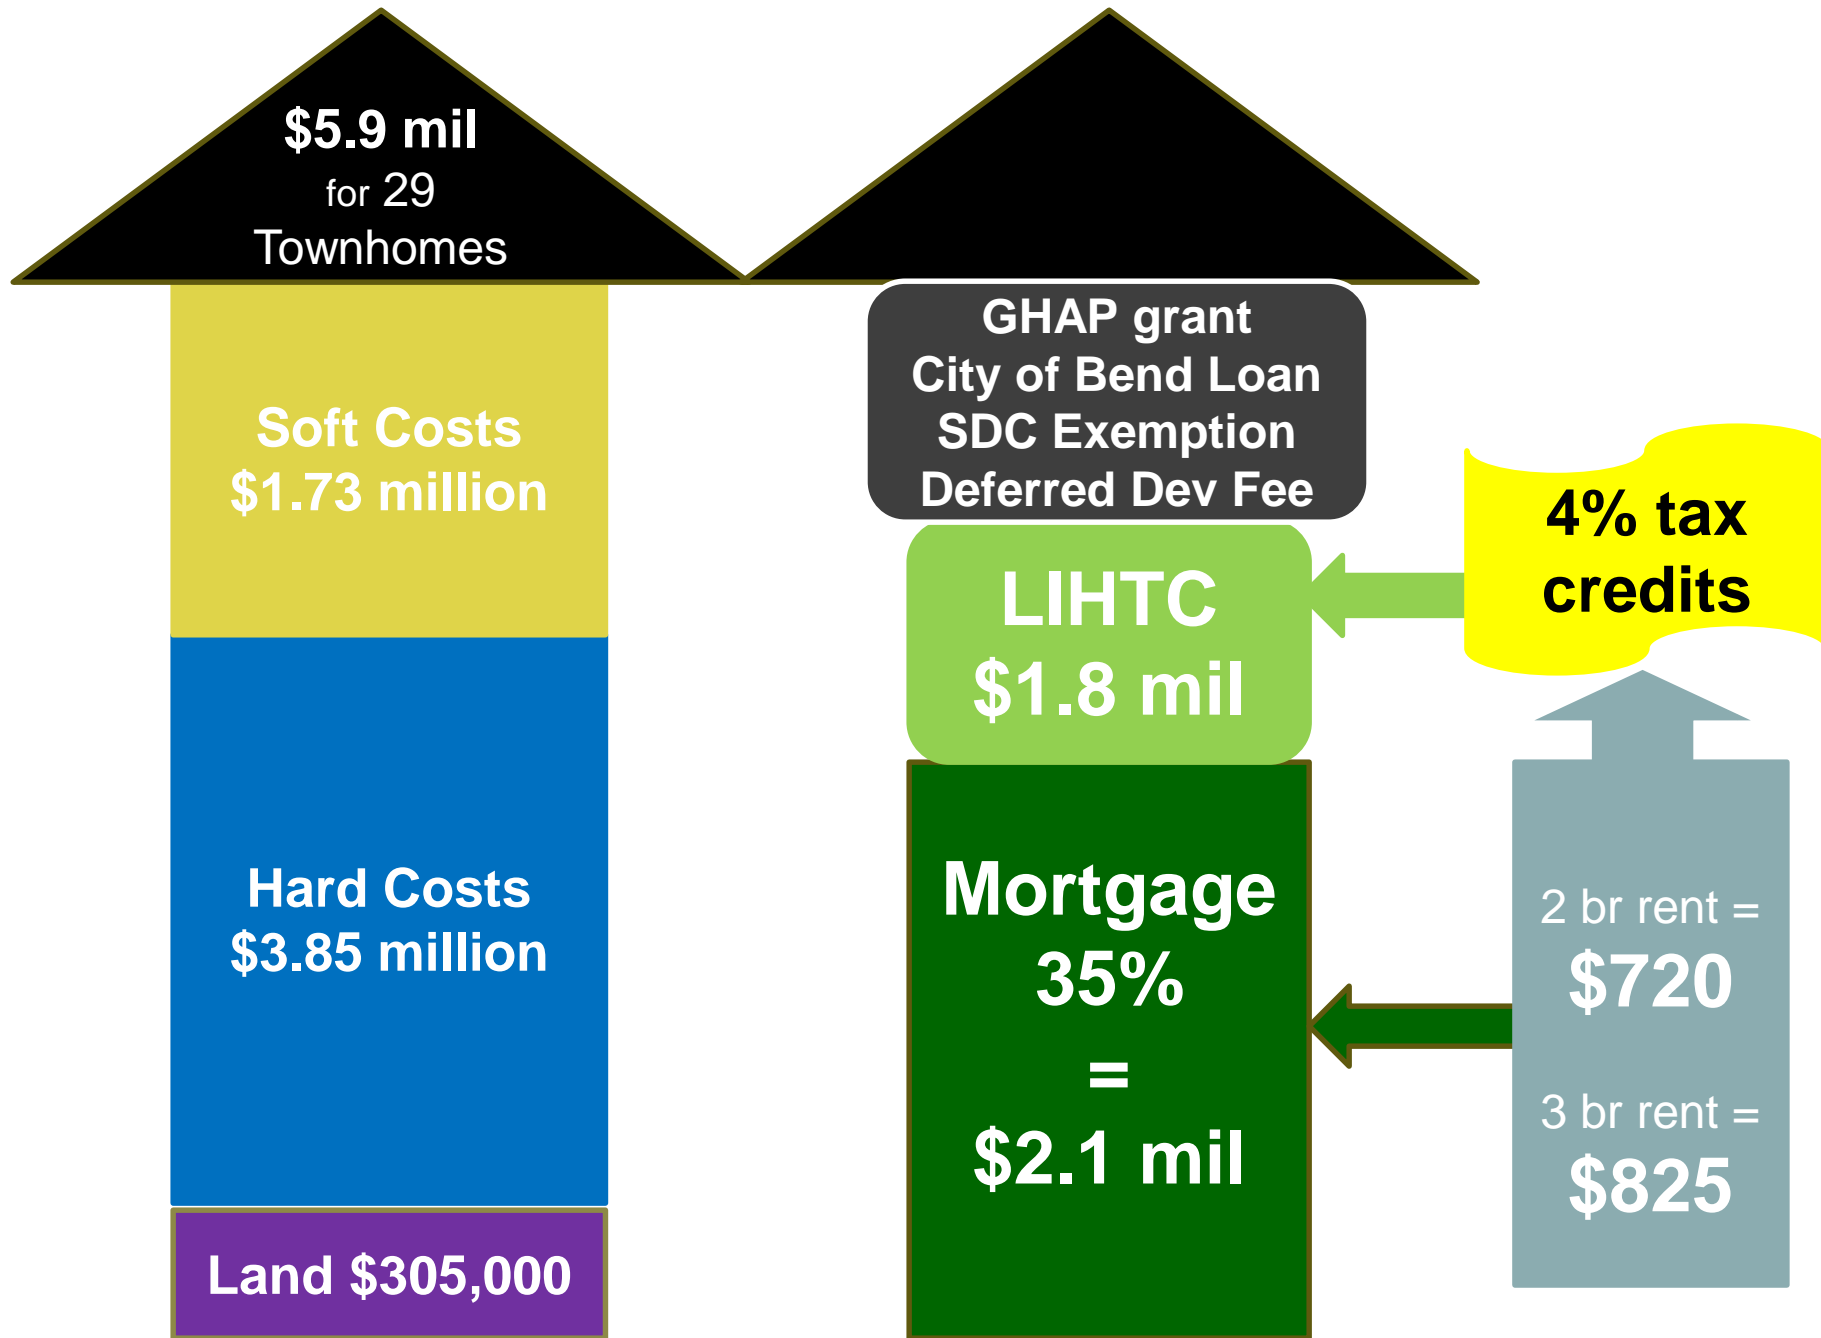 $5.9 mil
for 29
Townhomes
Soft Costs
$1.73 million
Hard Costs
$3.85 million
Land $305,000
GHAP grant
City of Bend Loan
SDC Exemption
Deferred Dev Fee
LIHTC
$1.8 mil
Mortgage
35%
=
$2.1 mil
4% tax
credits
2 br rent =
$720
3 br rent =
$825